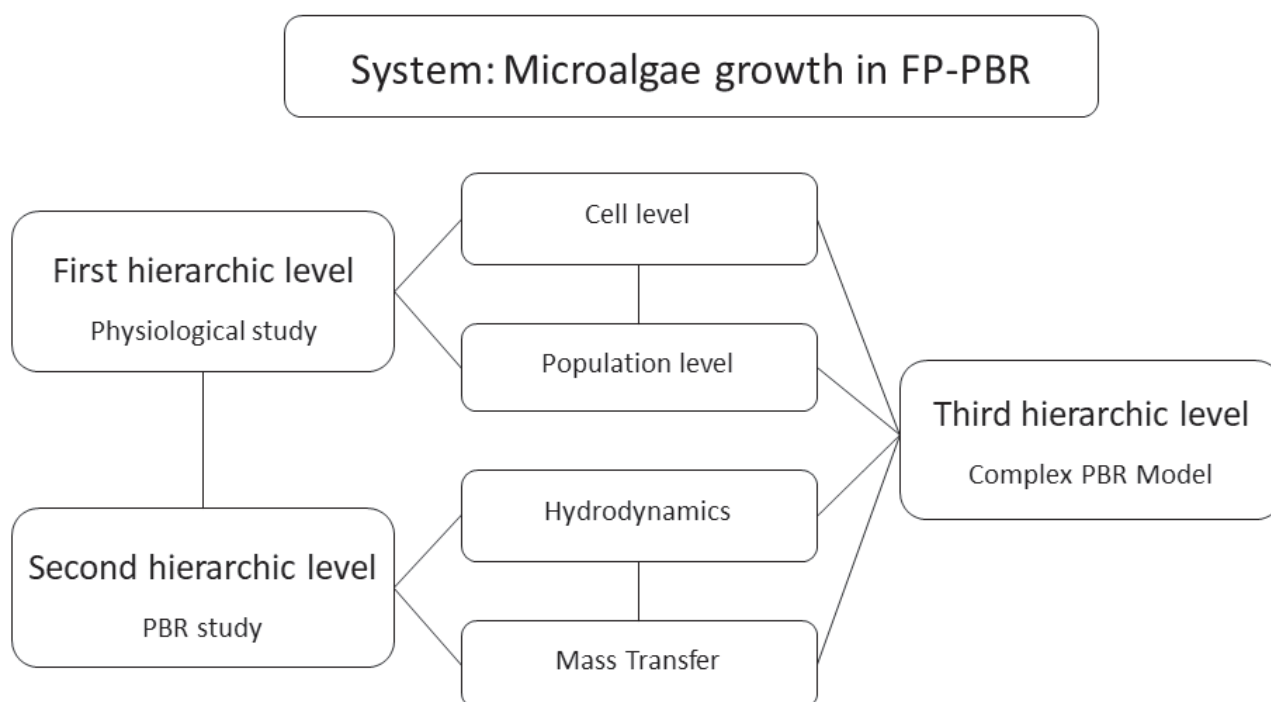 System: Microalgae growth in FP-PBR
First hierarchic level
Physiological study
Second hierarchic level
PBR study
Cell level
Population level
Hydrodynamics
Mass Transfer
Third hierarchic level
Complex PBR Model